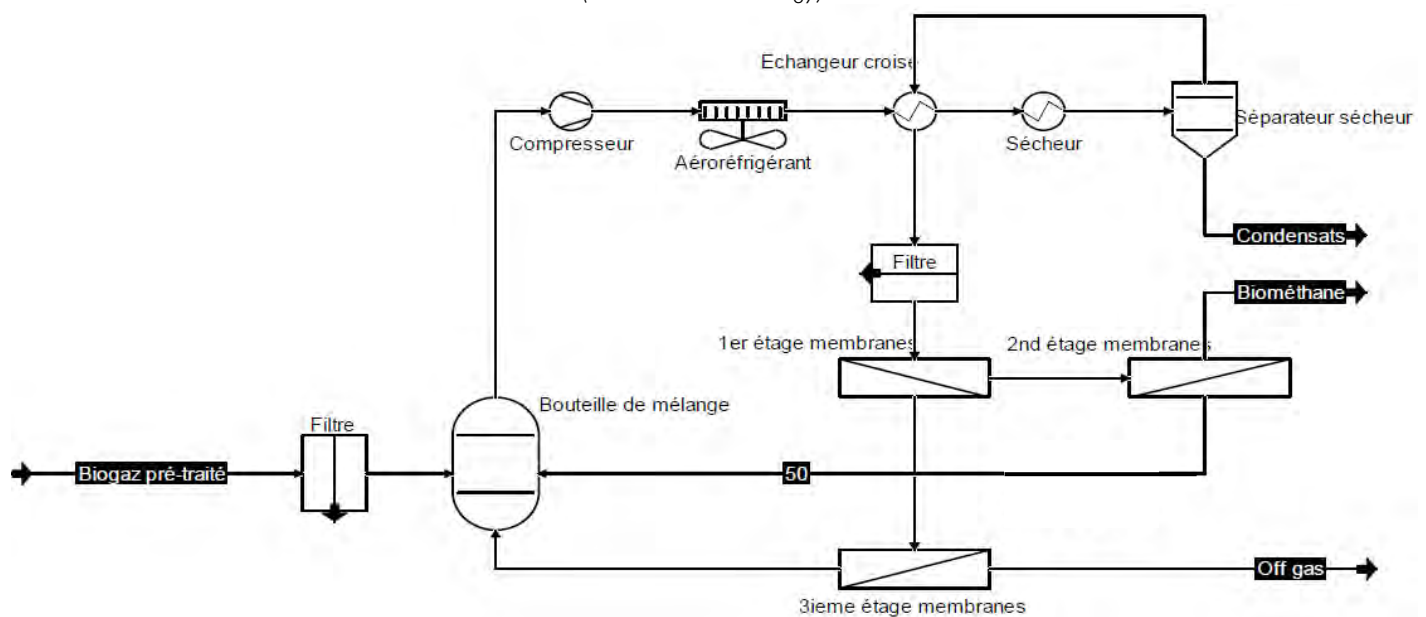 Echangeur croisé
Compresseur
Aéroréfrigérant
Sécheur
Séparateur sécheur
Condensats
Filtre
Biométhane
1er étage membranes
2nd étage membranes
Bouteille de mélange
Filtre
Biogaz pré-traité
50
Off gas
3ieme étage membranes